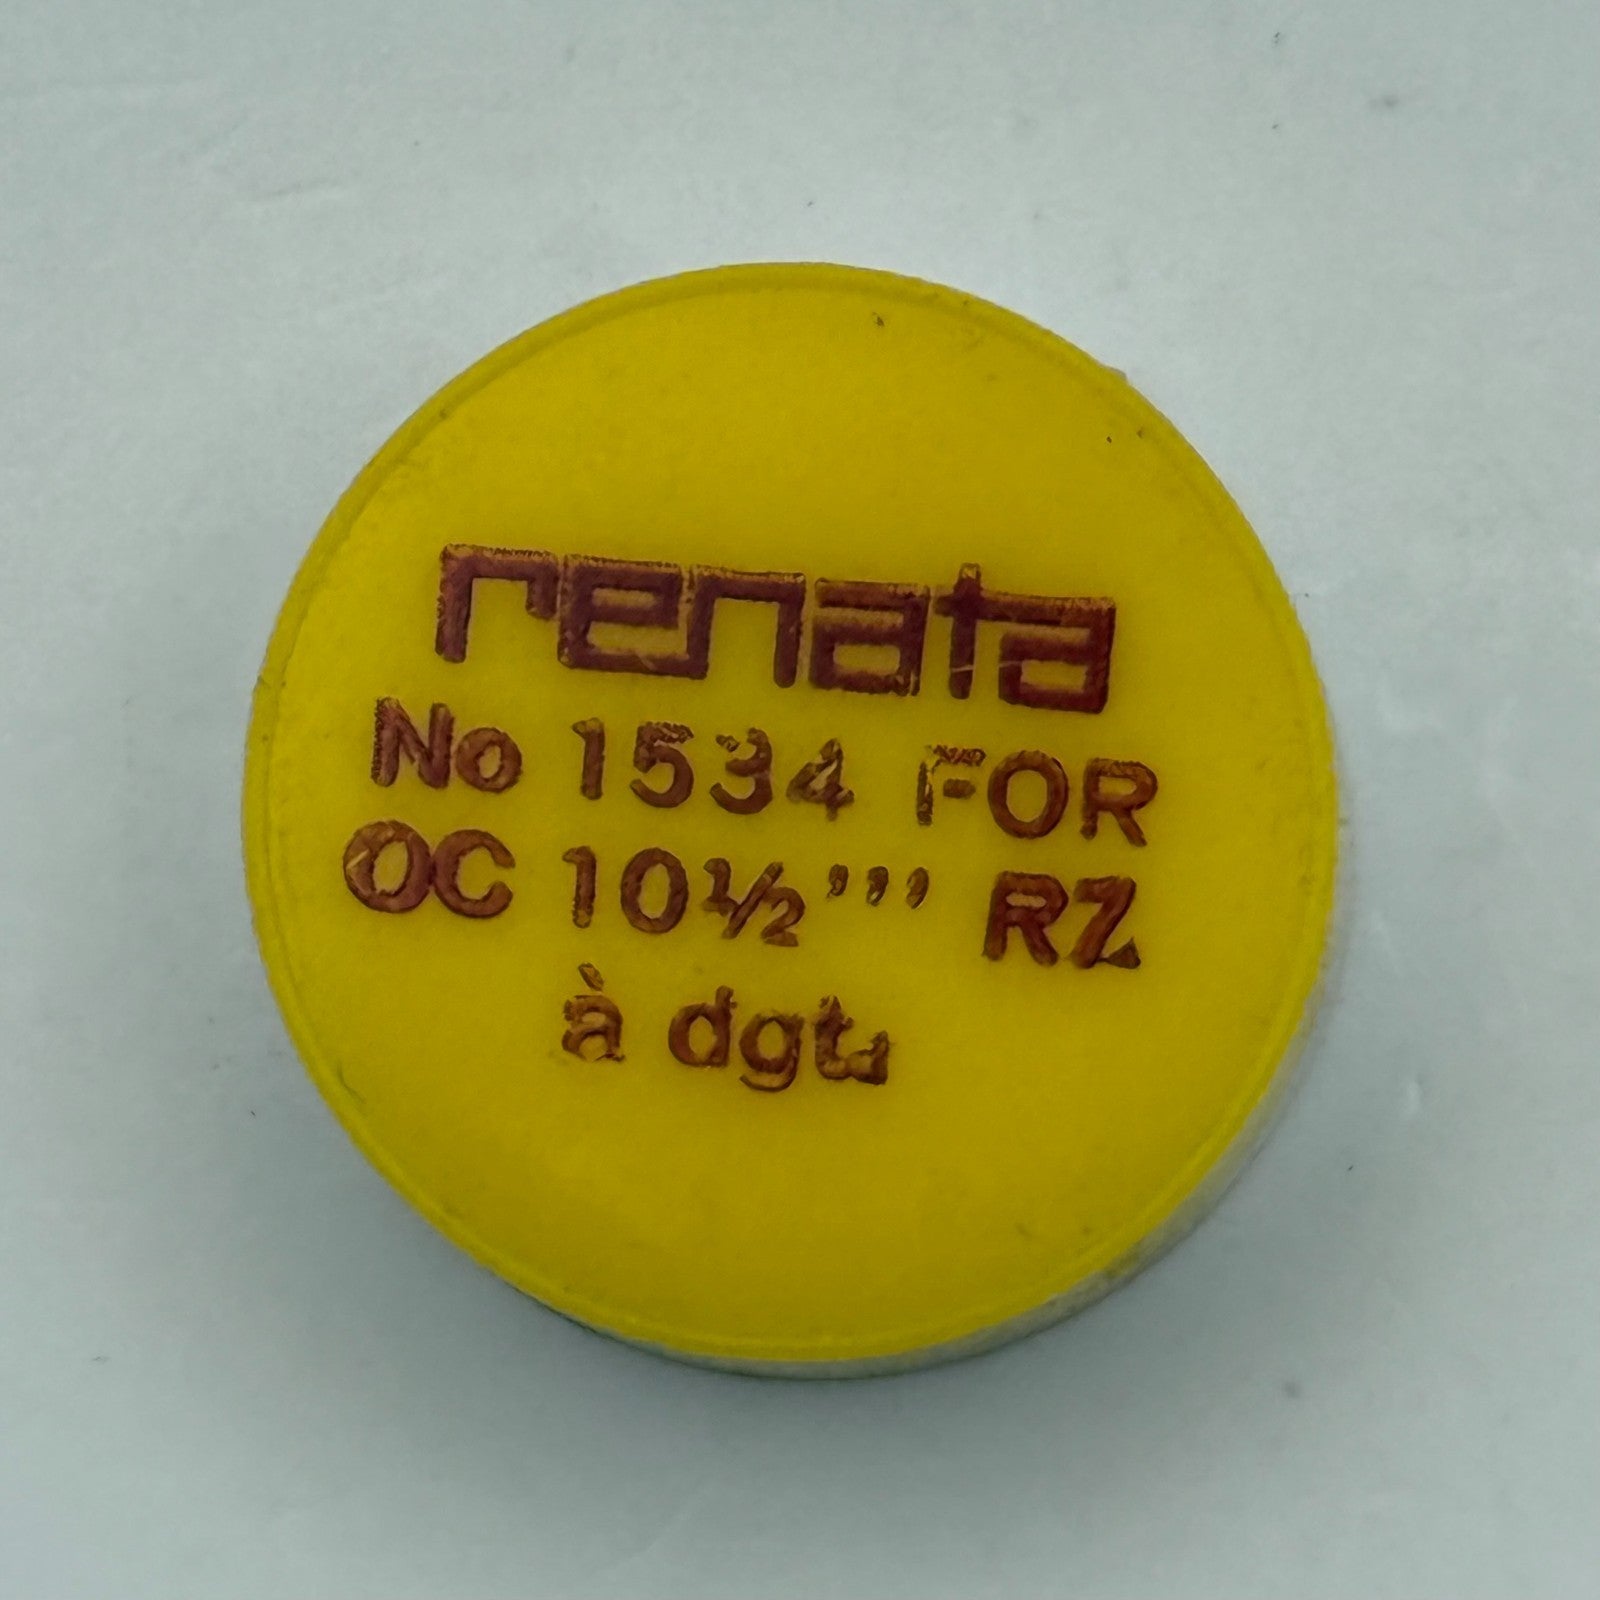 renata
No 1534 FOR
OC 10½''' RZ
à dgt.